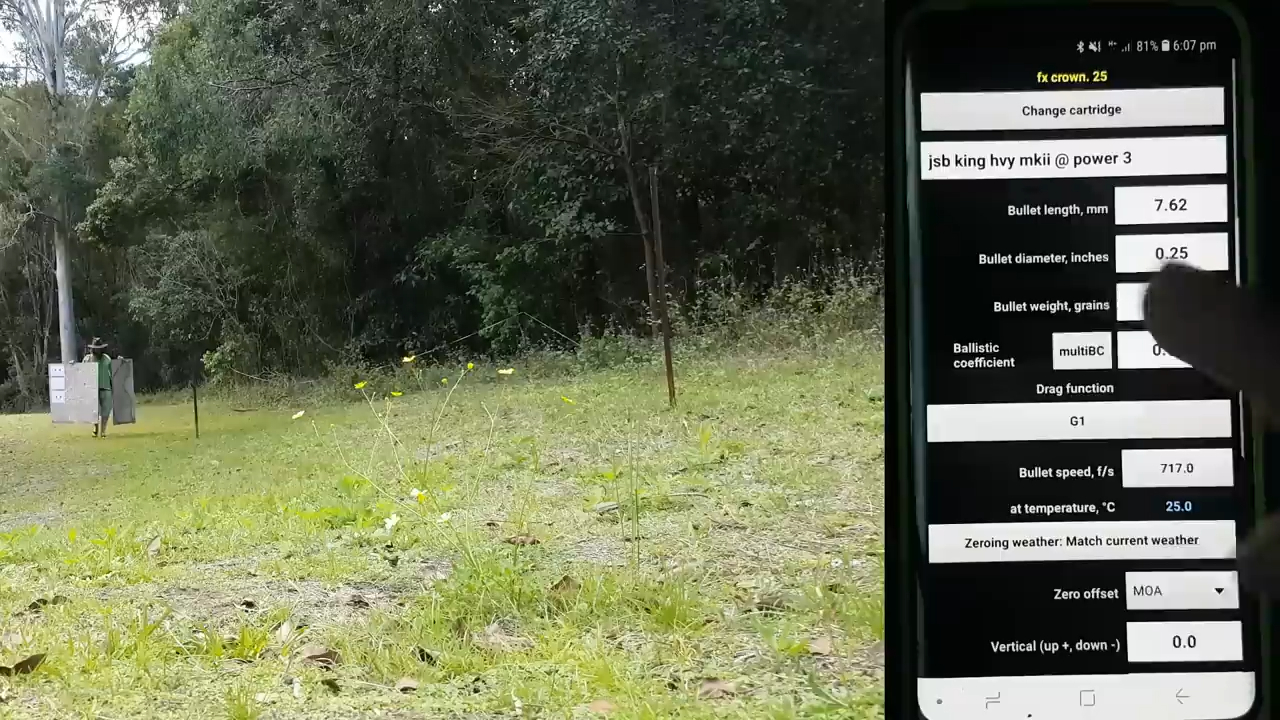 81% 6:07 pm
fx crown. 25
Change cartridge
jsb king hvy mkii @ power 3
Bullet length, mm 7.62
Bullet diameter, inches 0.25
Bullet weight, grains
Ballistic coefficient multiBC 0.
Drag function
G1
Bullet speed, f/s 717.0
at temperature, °C 25.0
Zeroing weather: Match current weather
Zero offset MOA
Vertical (up +, down -) 0.0